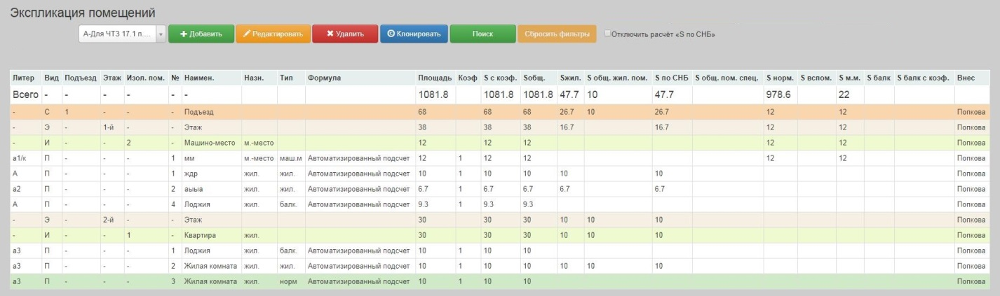 Экспликация помещений
А-Для ЧТЗ 17.1 п.... Добавить Редактировать Удалить Клонировать Поиск Сбросить фильтры Отключить расчёт «S по СНБ»
Литер Вид Подъезд Этаж Изол. пом. № Наимен. Назн. Тип Формула Площадь Коэф S с коэф. Sобщ. Sжил. S общ. жил. пом. S по СНБ S общ. пом. спец. S норм. S вспом. S м.м. S балк S балк с коэф. Внес
Всего - - - - - - 1081.8 1081.8 1081.8 47.7 10 47.7 978.6 22
- С 1 - - - Подъезд 68 68 68 26.7 10 26.7 12 12 Попкова
- Э - 1-й - - Этаж 38 38 38 16.7 16.7 12 12 Попкова
- И - - 2 - Машино-место м.-место 12 12 12 12 12 Попкова
а1/к П - - - 1 мм м.-место маш.м Автоматизированный подсчет 12 1 12 12 12 12 Попкова
А П - - - 1 ждр жил. жил. Автоматизированный подсчет 10 1 10 10 10 10 Попкова
а2 П - - - 2 аыыа жил. жил. Автоматизированный подсчет 6.7 1 6.7 6.7 6.7 6.7 Попкова
А П - - - 4 Лоджия жил. балк. Автоматизированный подсчет 9.3 1 9.3 9.3 Попкова
- Э - 2-й - - Этаж 30 30 30 10 10 10 Попкова
- И - - 1 - Квартира жил. 30 30 30 10 10 10 Попкова
а3 П - - - 1 Лоджия жил. балк. Автоматизированный подсчет 10 1 10 10 Попкова
а3 П - - - 2 Жилая комната жил. жил. Автоматизированный подсчет 10 1 10 10 10 10 10 Попкова
а3 П - - - 3 Жилая комната жил. норм Автоматизированный подсчет 10 1 10 10 Попкова